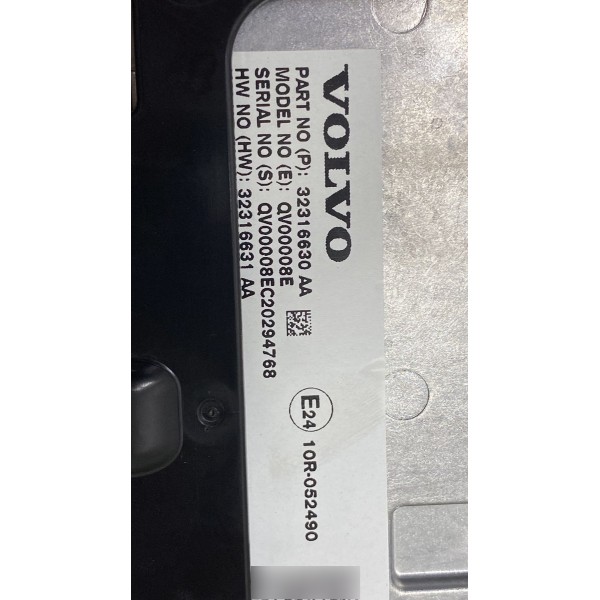 VOLVO
PART NO (P): 32316630 AA
MODEL NO (E): QV00008E
SERIAL NO (S): QV00008EC20294768
HW NO (HW): 32316631 AA
E24 10R-052490